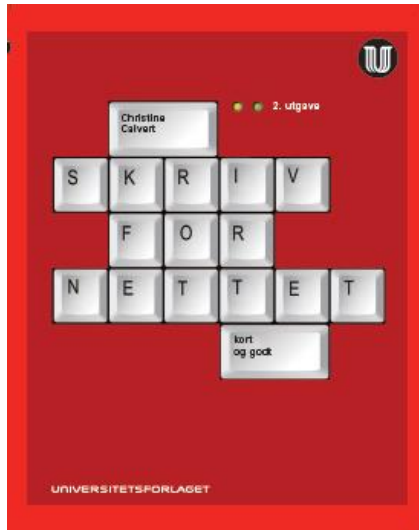 Christine
Calvert
2. utgave
SKRIV
FOR
NETTET
kort
og godt
UNIVERSITETSFORLAGET